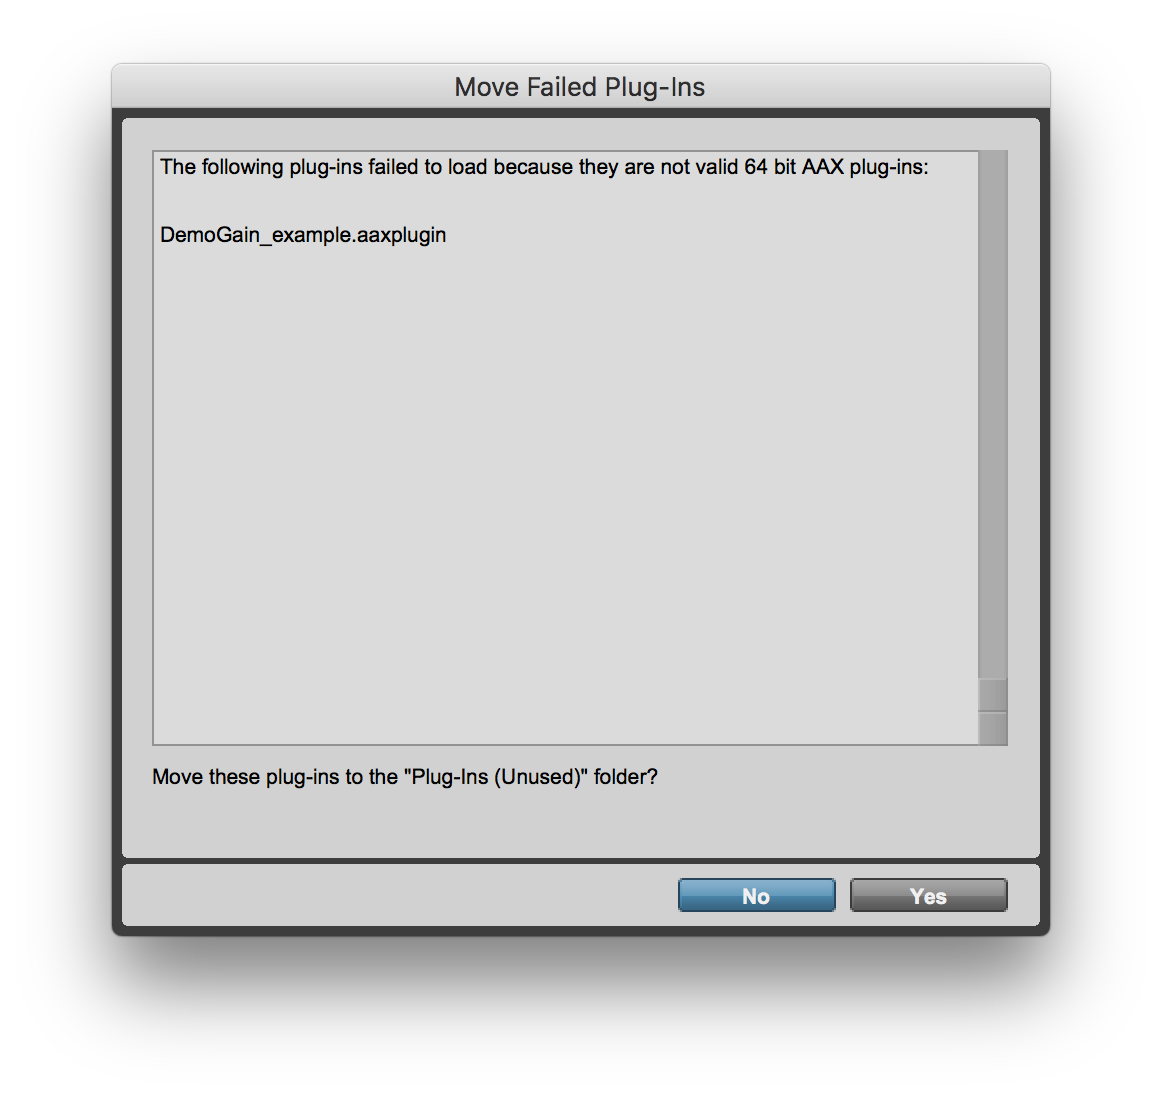 Move Failed Plug-Ins
The following plug-ins failed to load because they are not valid 64 bit AAX plug-ins:
DemoGain_example.aaxplugin
Move these plug-ins to the "Plug-Ins (Unused)" folder?
No
Yes